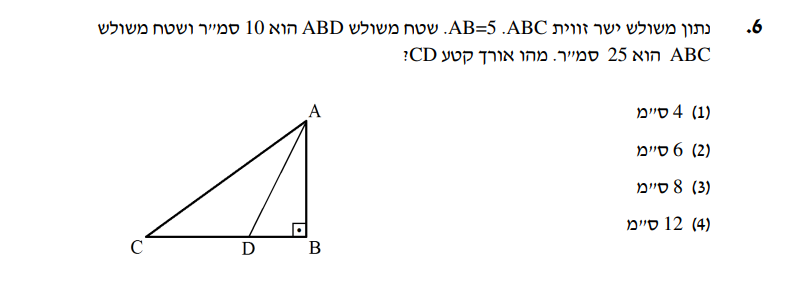 6. נתון משולש ישר זווית ABC. AB=5. שטח משולש ABD הוא 10 סמ״ר ושטח משולש
ABC הוא 25 סמ״ר. מהו אורך קטע CD?
(1) 4 ס״מ
(2) 6 ס״מ
(3) 8 ס״מ
(4) 12 ס״מ
A
C D B